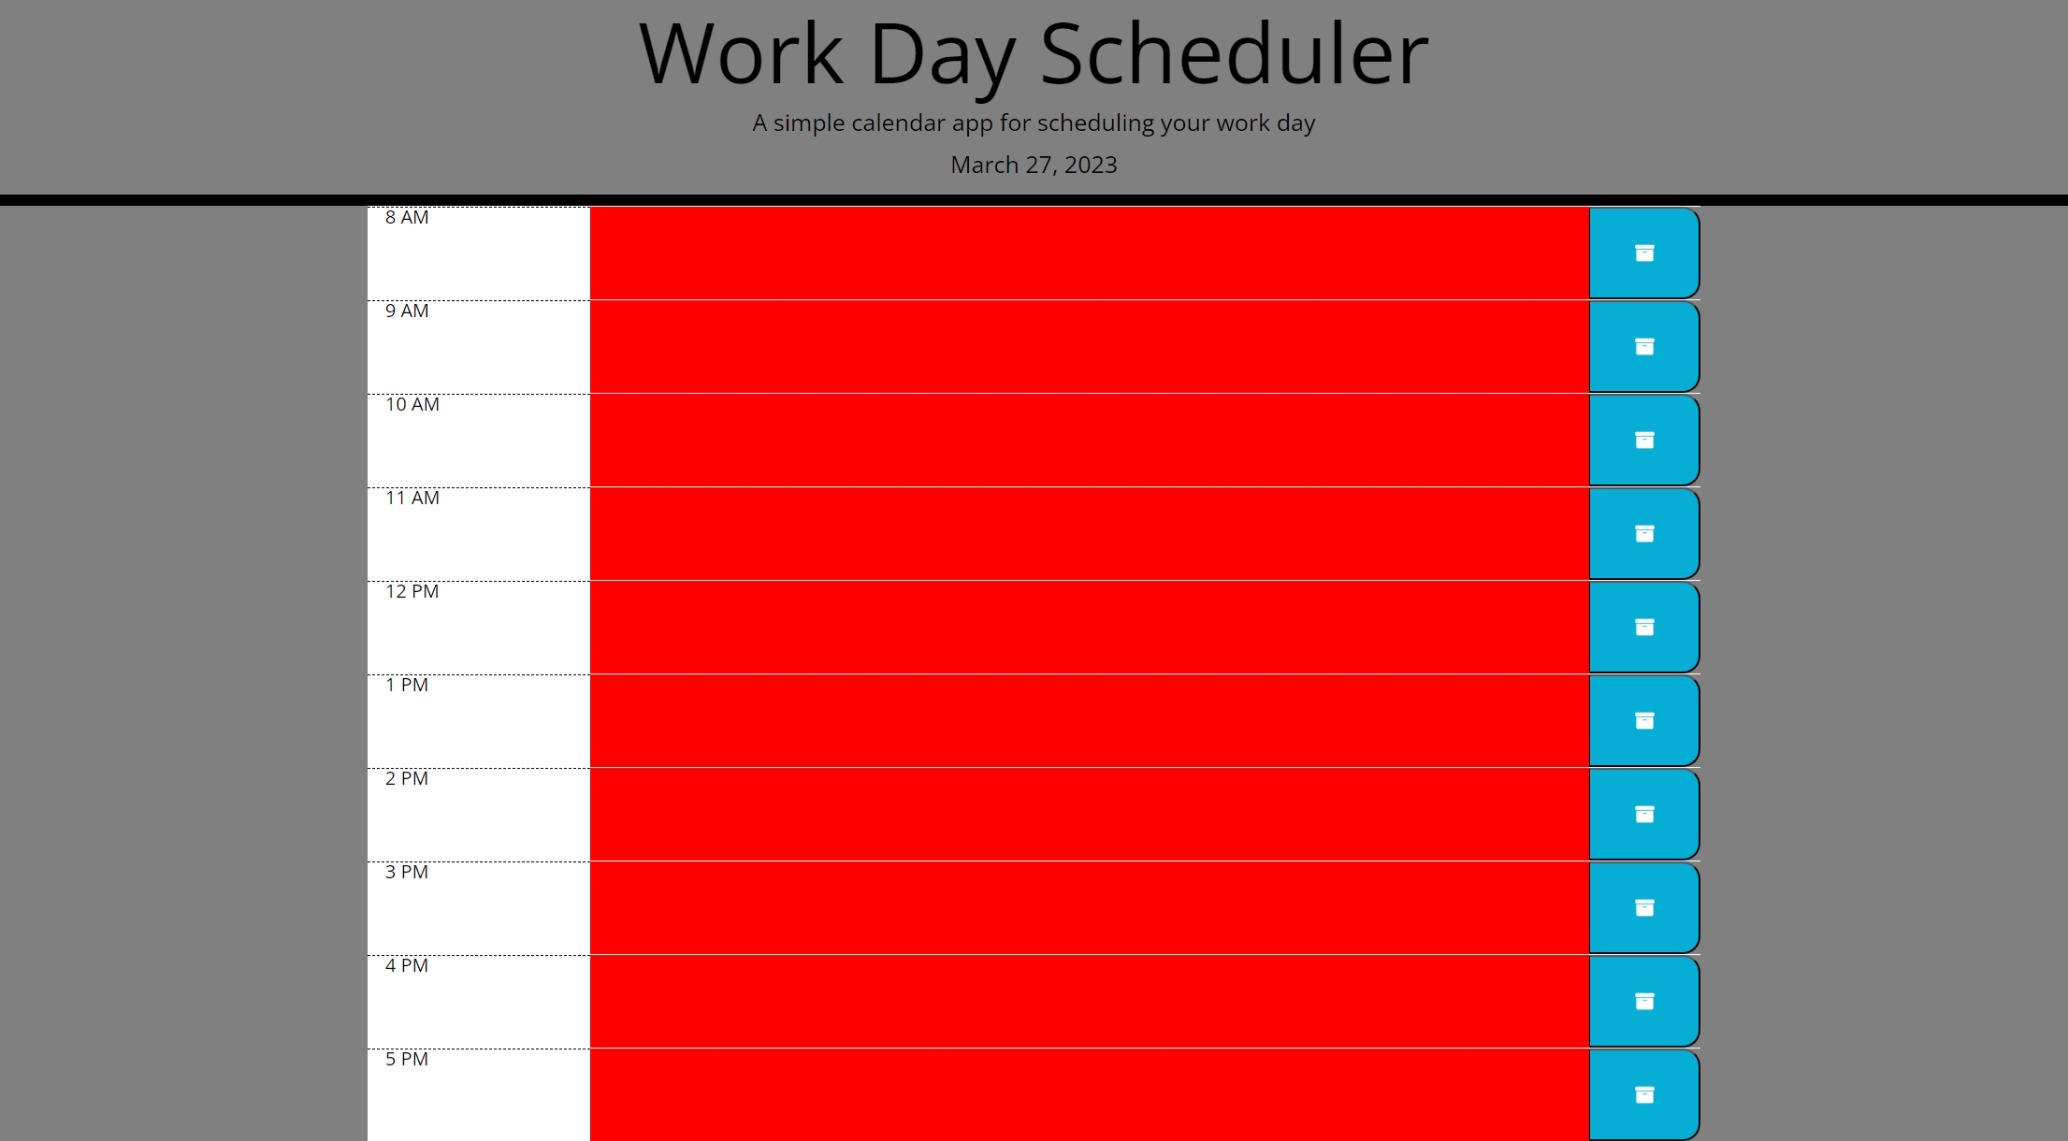 Work Day Scheduler
A simple calendar app for scheduling your work day
March 27, 2023
8 AM
9 AM
10 AM
11 AM
12 PM
1 PM
2 PM
3 PM
4 PM
5 PM